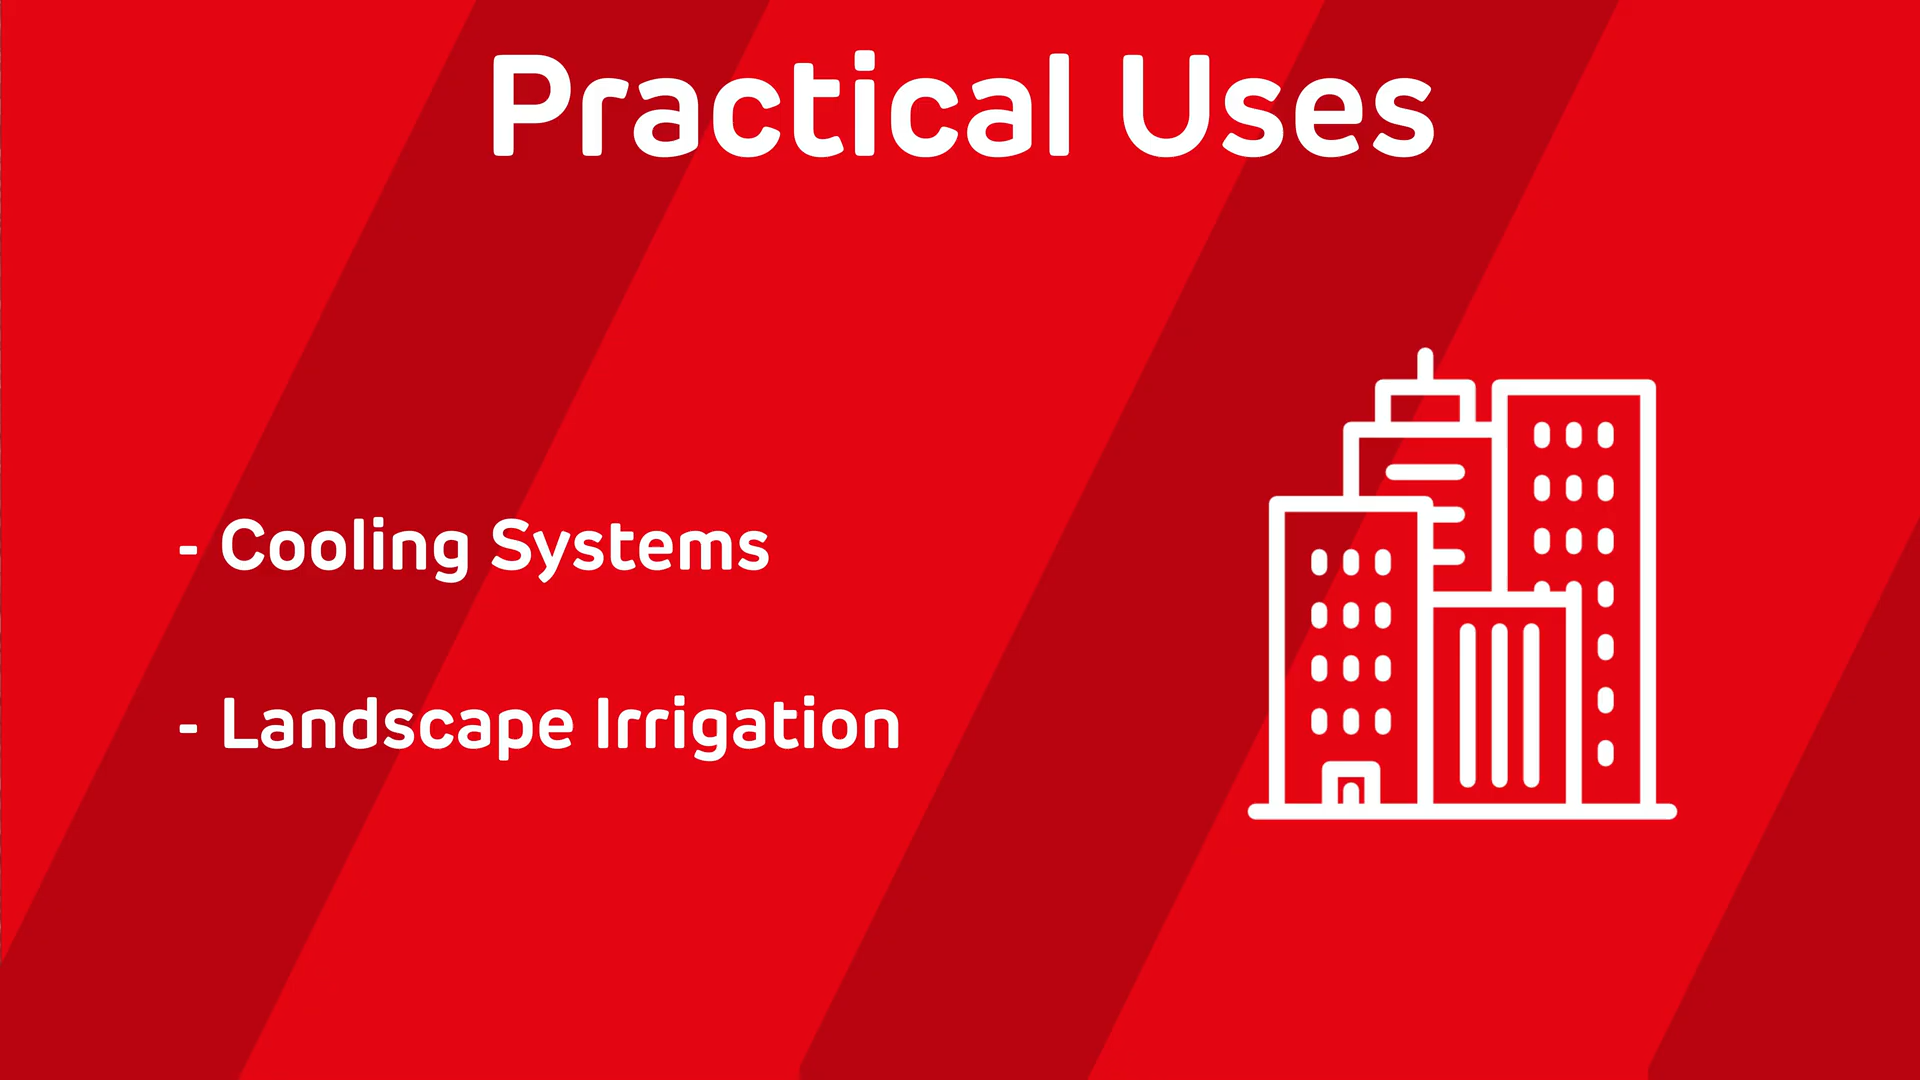 Practical Uses
- Cooling Systems
- Landscape Irrigation